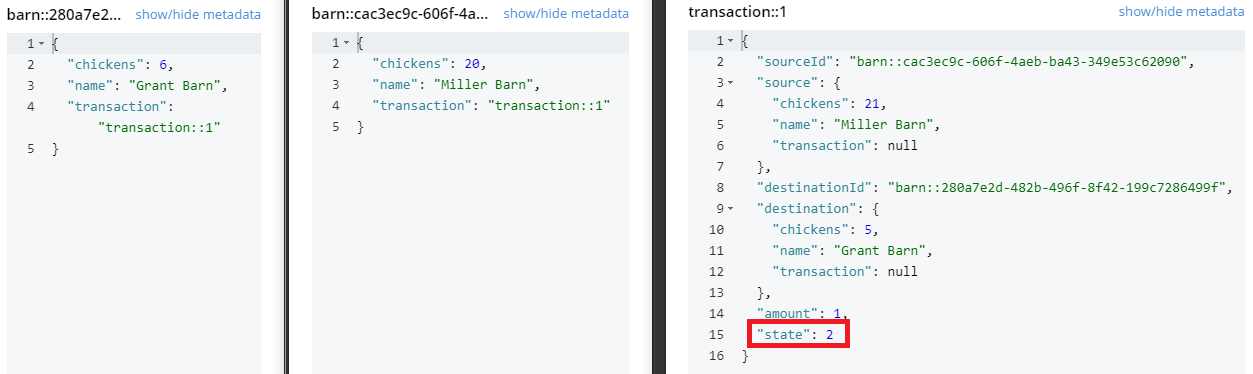 barn::280a7e2... show/hide metadata
1 {
2 "chickens": 6,
3 "name": "Grant Barn",
4 "transaction":
"transaction::1"
5 }
barn::cac3ec9c-606f-4a... show/hide metadata
1 {
2 "chickens": 20,
3 "name": "Miller Barn",
4 "transaction": "transaction::1"
5 }
transaction::1 show/hide metadata
1 {
2 "sourceId": "barn::cac3ec9c-606f-4aeb-ba43-349e53c62090",
3 "source": {
4 "chickens": 21,
5 "name": "Miller Barn",
6 "transaction": null
7 },
8 "destinationId": "barn::280a7e2d-482b-496f-8f42-199c7286499f",
9 "destination": {
10 "chickens": 5,
11 "name": "Grant Barn",
12 "transaction": null
13 },
14 "amount": 1,
15 "state": 2
16 }